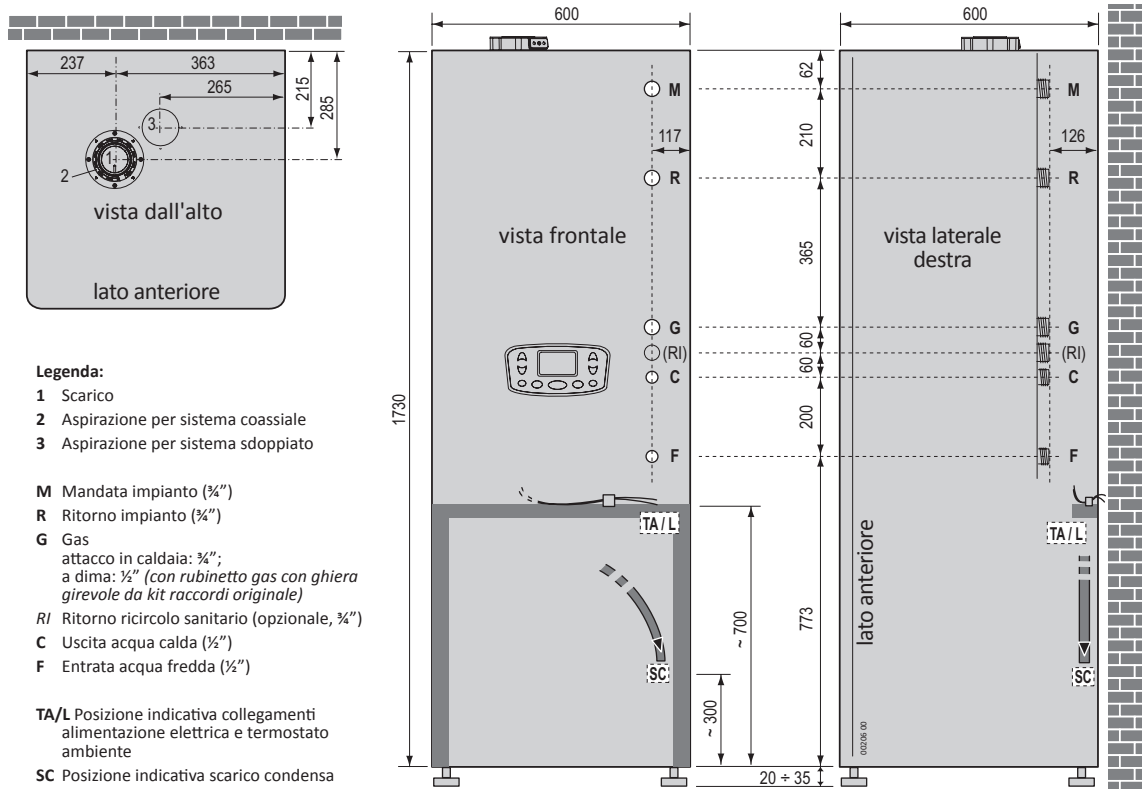 237
363
265
215
285
3
1
2
vista dall'alto
lato anteriore
Legenda:
1 Scarico
2 Aspirazione per sistema coassiale
3 Aspirazione per sistema sdoppiato
M Mandata impianto (¾”)
R Ritorno impianto (¾”)
G Gas
attacco in caldaia: ¾”;
a dima: ½” (con rubinetto gas con ghiera
girevole da kit raccordi originale)
RI Ritorno ricircolo sanitario (opzionale, ¾”)
C Uscita acqua calda (½”)
F Entrata acqua fredda (½”)
TA/L Posizione indicativa collegamenti
alimentazione elettrica e termostato
ambiente
SC Posizione indicativa scarico condensa
600
1730
M
117
R
vista frontale
G
(RI)
C
F
TA / L
SC
~ 700
~ 300
62
210
365
60
60
200
773
20 ÷ 35
600
M
126
R
vista laterale
destra
G
(RI)
C
F
TA / L
lato anteriore
SC
00206 00